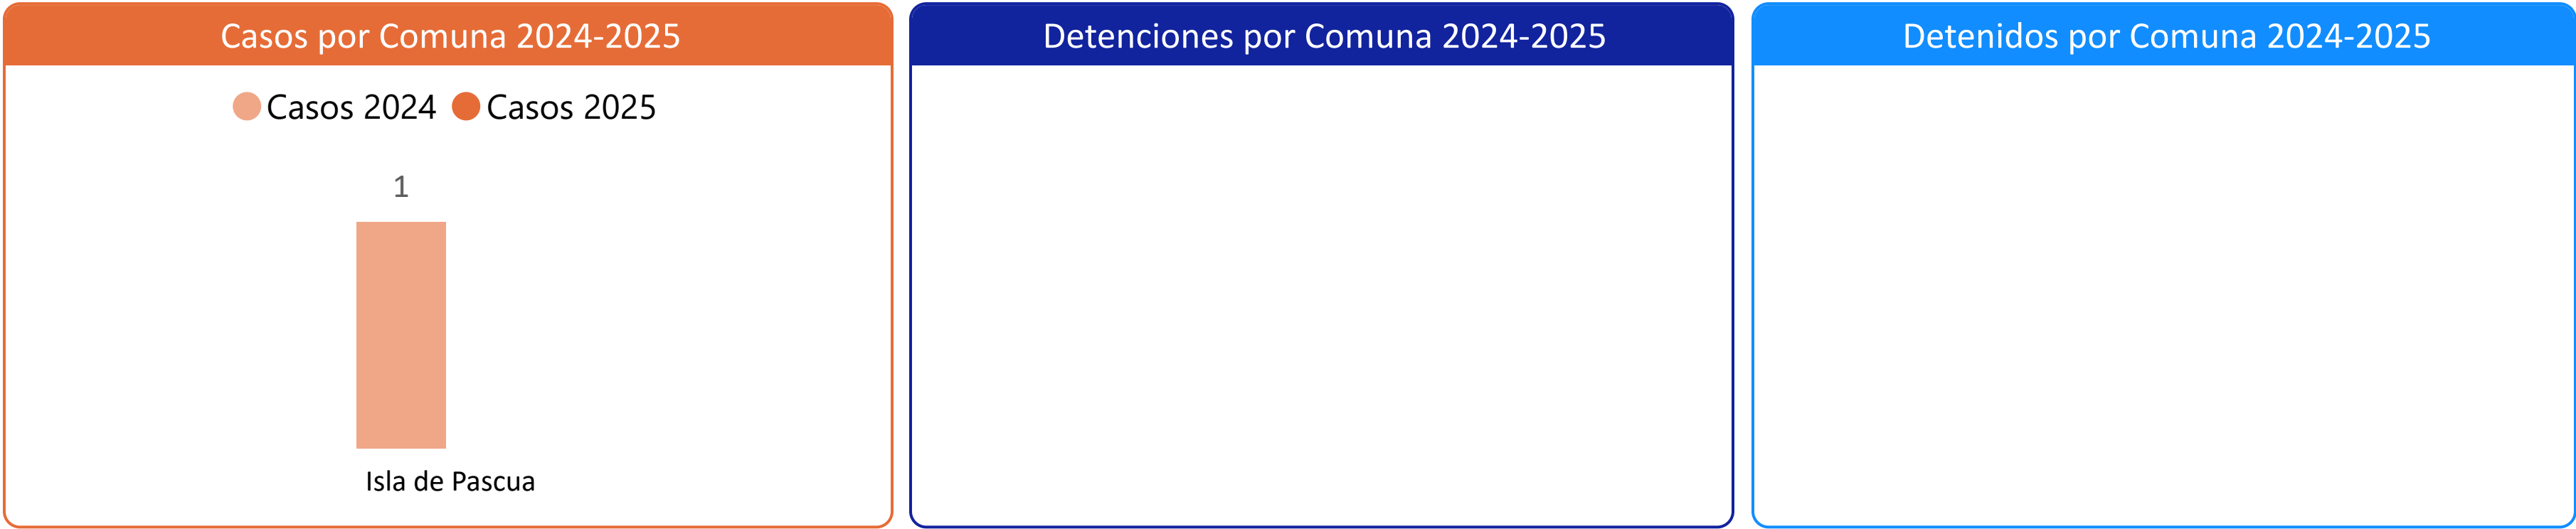 Casos por Comuna 2024-2025
Casos 2024 Casos 2025
1
Isla de Pascua
Detenciones por Comuna 2024-2025
Detenidos por Comuna 2024-2025